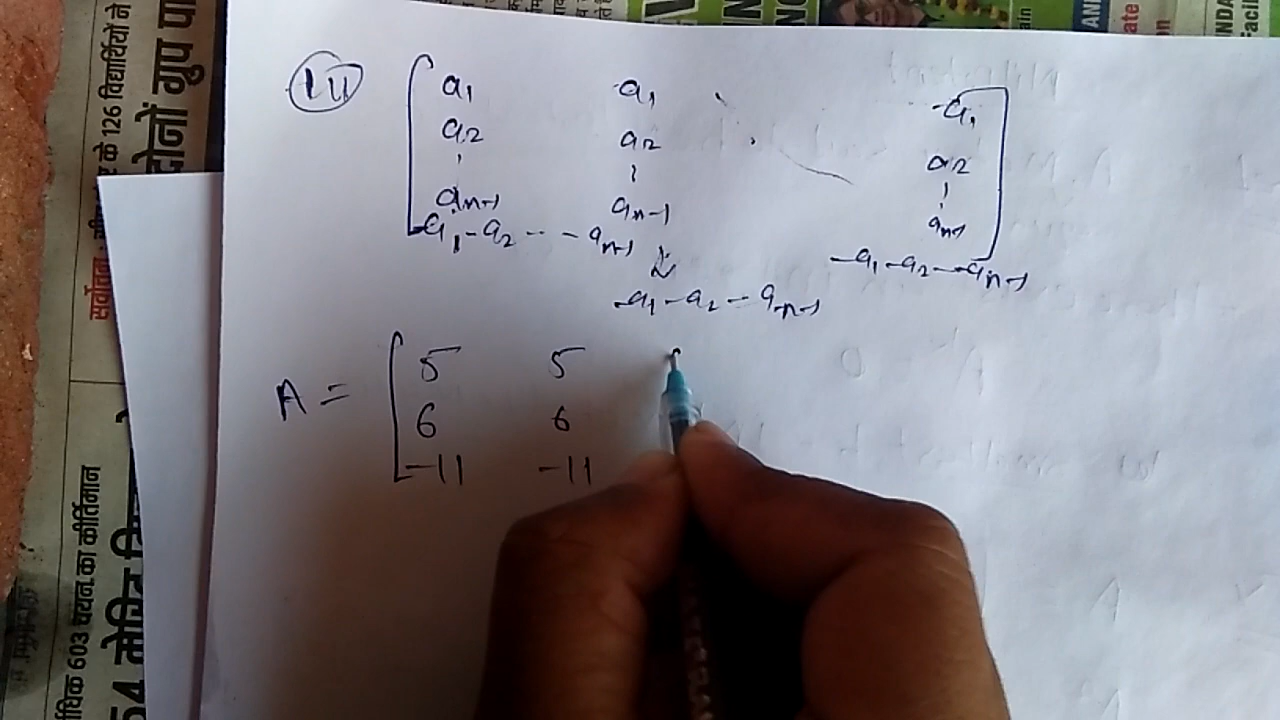 (iii) a1 a1 -a1
a2 a2 a2
an-1 an-1 an-1
-a1-a2 -- -an-1 -a1-a2--an-1
-a1-a2--an-1
A = 5 5
6 6
-11 -11
के 126 विद्यार्थियों ने
दोनों ग्रुप
603 चयन का कीर्तिमान